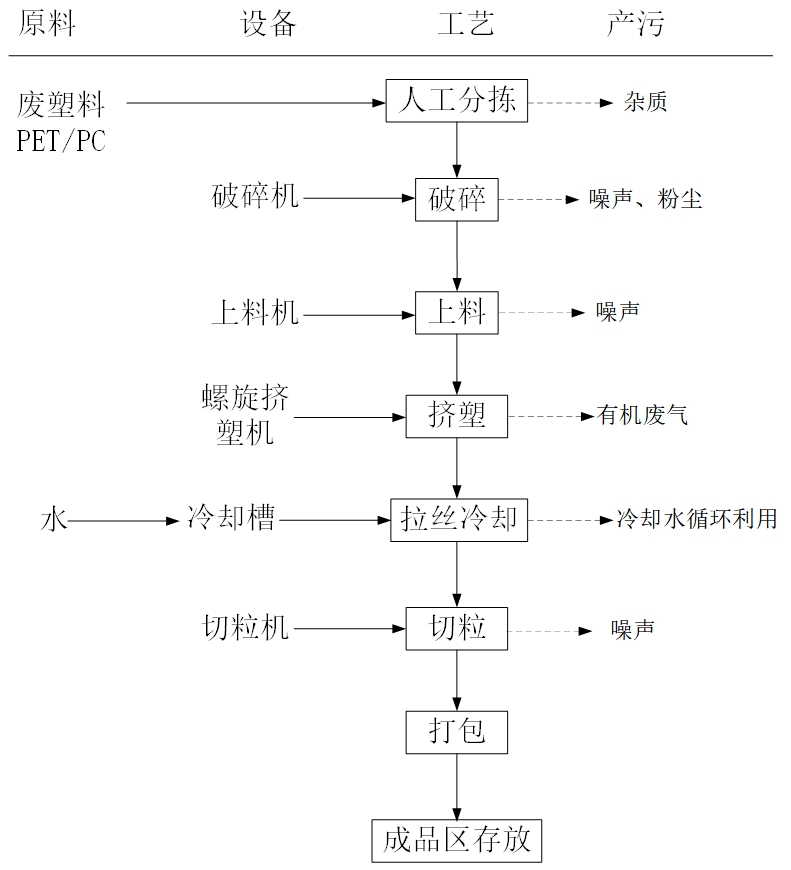 原料 设备 工艺 产污
废塑料 人工分拣 杂质
PET/PC
破碎机 破碎 噪声、粉尘
上料机 上料 噪声
螺旋挤
塑机 挤塑 有机废气
水 冷却槽 拉丝冷却 冷却水循环利用
切粒机 切粒 噪声
打包
成品区存放